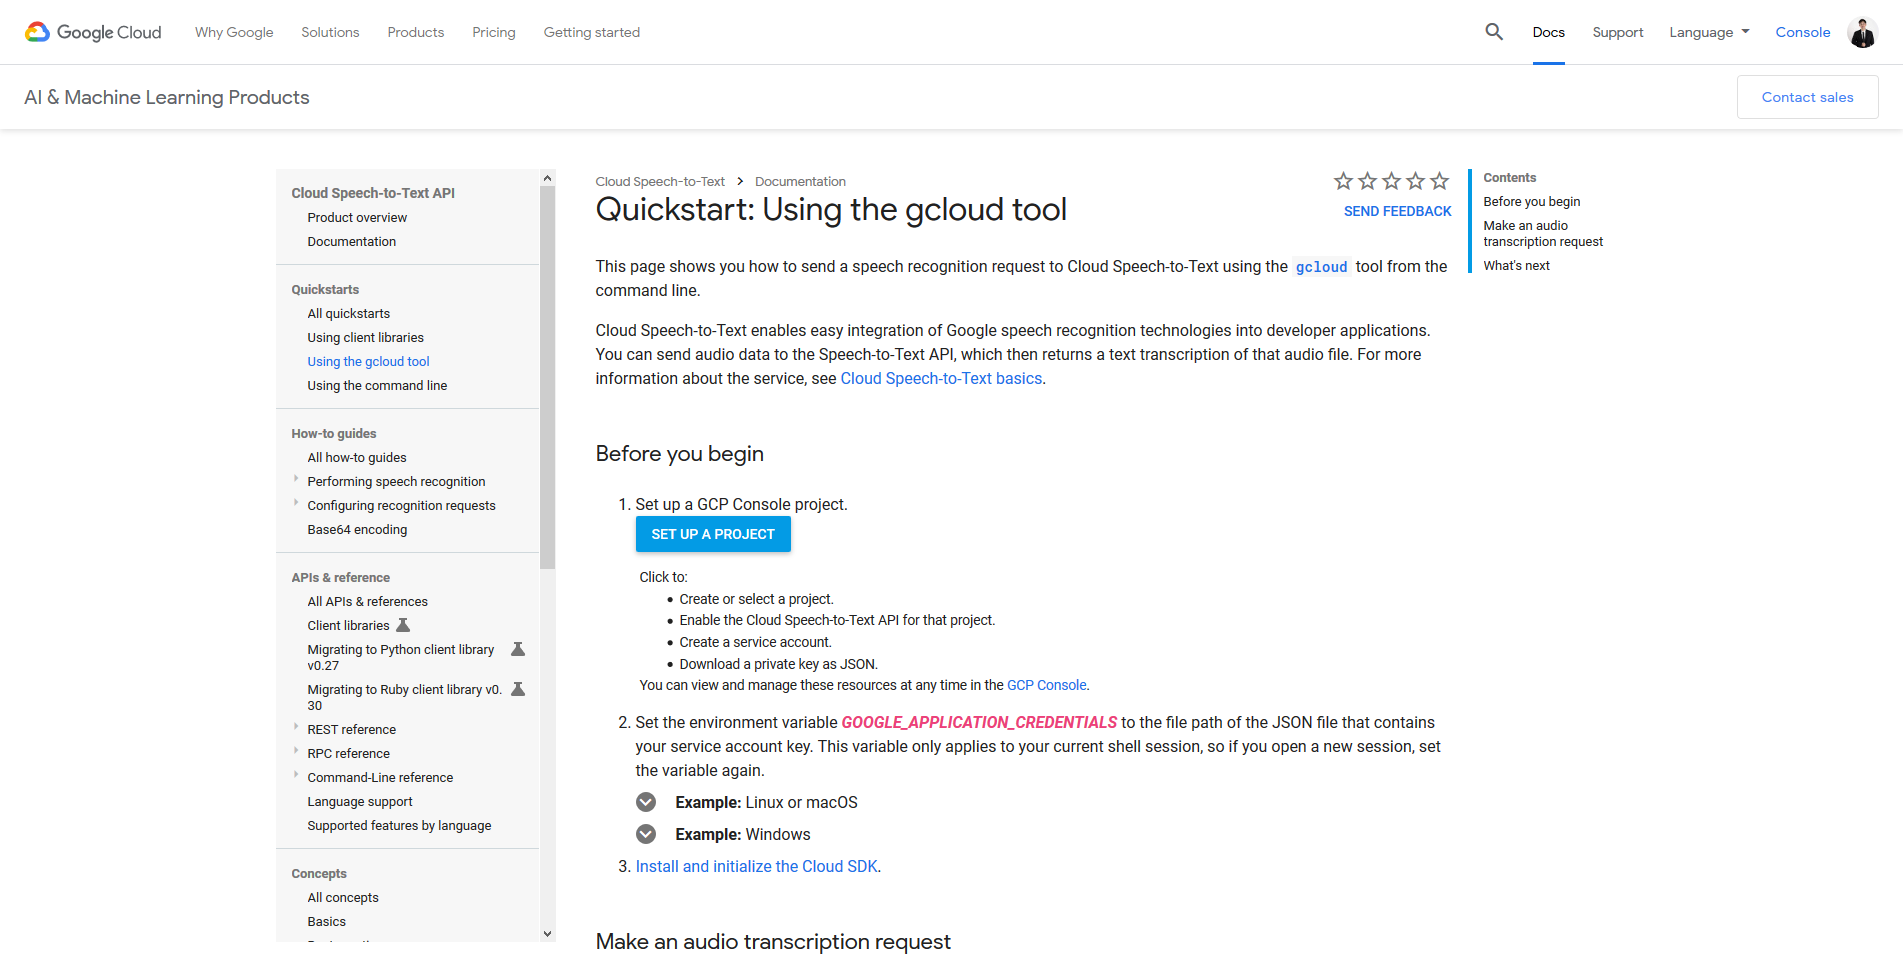 Google Cloud
Why Google
Solutions
Products
Pricing
Getting started
Docs
Support
Language
Console
AI & Machine Learning Products
Contact sales
Cloud Speech-to-Text API
Product overview
Documentation
Quickstarts
All quickstarts
Using client libraries
Using the gcloud tool
Using the command line
How-to guides
All how-to guides
Performing speech recognition
Configuring recognition requests
Base64 encoding
APIs & reference
All APIs & references
Client libraries
Migrating to Python client library
v0.27
Migrating to Ruby client library v0.
30
REST reference
RPC reference
Command-Line reference
Language support
Supported features by language
Concepts
All concepts
Basics
Cloud Speech-to-Text
Documentation
Quickstart: Using the gcloud tool
SEND FEEDBACK
This page shows you how to send a speech recognition request to Cloud Speech-to-Text using the gcloud tool from the
command line.
Cloud Speech-to-Text enables easy integration of Google speech recognition technologies into developer applications.
You can send audio data to the Speech-to-Text API, which then returns a text transcription of that audio file. For more
information about the service, see Cloud Speech-to-Text basics.
Before you begin
1. Set up a GCP Console project.
SET UP A PROJECT
Click to:
• Create or select a project.
• Enable the Cloud Speech-to-Text API for that project.
• Create a service account.
• Download a private key as JSON.
You can view and manage these resources at any time in the GCP Console.
2. Set the environment variable GOOGLE_APPLICATION_CREDENTIALS to the file path of the JSON file that contains
your service account key. This variable only applies to your current shell session, so if you open a new session, set
the variable again.
Example: Linux or macOS
Example: Windows
3. Install and initialize the Cloud SDK.
Make an audio transcription request
Contents
Before you begin
Make an audio
transcription request
What's next